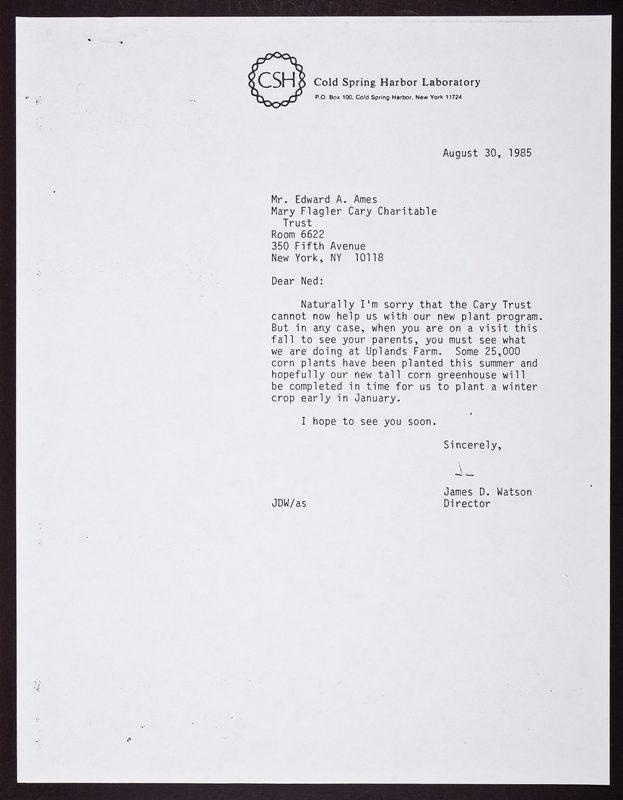 CSH
Cold Spring Harbor Laboratory
P.O. Box 100, Cold Spring Harbor, New York 11724
August 30, 1985
Mr. Edward A. Ames
Mary Flagler Cary Charitable
Trust
Room 6622
350 Fifth Avenue
New York, NY 10118
Dear Ned:
Naturally I'm sorry that the Cary Trust
cannot now help us with our new plant program.
But in any case, when you are on a visit this
fall to see your parents, you must see what
we are doing at Uplands Farm. Some 25,000
corn plants have been planted this summer and
hopefully our new tall corn greenhouse will
be completed in time for us to plant a winter
crop early in January.
I hope to see you soon.
Sincerely,
James D. Watson
JDW/as Director